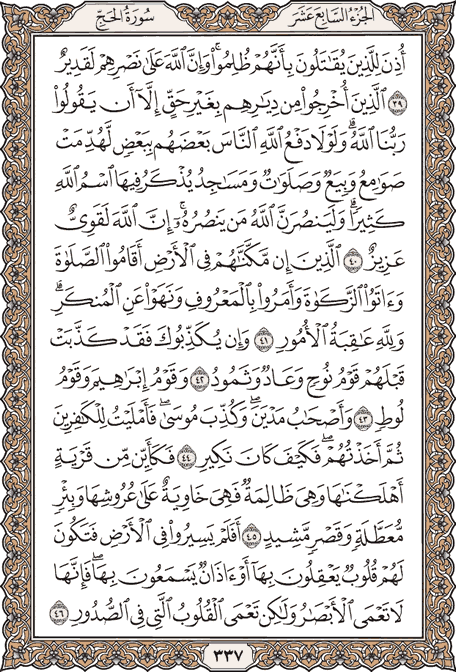 الجزء السابع عشر
سورة الحج
أُذِنَ لِلَّذِينَ يُقَٰتَلُونَ بِأَنَّهُمْ ظُلِمُوا۟ ۚ وَإِنَّ ٱللَّهَ عَلَىٰ نَصْرِهِمْ لَقَدِيرٌ
٣٩ ٱلَّذِينَ أُخْرِجُوا۟ مِن دِيَٰرِهِم بِغَيْرِ حَقٍّ إِلَّآ أَن يَقُولُوا۟
رَبُّنَا ٱللَّهُ ۗ وَلَوْلَا دَفْعُ ٱللَّهِ ٱلنَّاسَ بَعْضَهُم بِبَعْضٍ لَّهُدِّمَتْ
صَوَٰمِعُ وَبِيَعٌ وَصَلَوَٰتٌ وَمَسَٰجِدُ يُذْكَرُ فِيهَا ٱسْمُ ٱللَّهِ
كَثِيرًا ۗ وَلَيَنصُرَنَّ ٱللَّهُ مَن يَنصُرُهُۥٓ ۗ إِنَّ ٱللَّهَ لَقَوِىٌّ
عَزِيزٌ ٤٠ ٱلَّذِينَ إِن مَّكَّنَّٰهُمْ فِى ٱلْأَرْضِ أَقَامُوا۟ ٱلصَّلَوٰةَ
وَءَاتَوُا۟ ٱلزَّكَوٰةَ وَأَمَرُوا۟ بِٱلْمَعْرُوفِ وَنَهَوْا۟ عَنِ ٱلْمُنكَرِ ۗ
وَلِلَّهِ عَٰقِبَةُ ٱلْأُمُورِ ٤١ وَإِن يُكَذِّبُوكَ فَقَدْ كَذَّبَتْ
قَبْلَهُمْ قَوْمُ نُوحٍ وَعَادٌ وَثَمُودُ ٤٢ وَقَوْمُ إِبْرَٰهِيمَ وَقَوْمُ
لُوطٍ ٤٣ وَأَصْحَٰبُ مَدْيَنَ ۖ وَكُذِّبَ مُوسَىٰ ۖ فَأَمْلَيْتُ لِلْكَٰفِرِينَ
ثُمَّ أَخَذْتُهُمْ ۖ فَكَيْفَ كَانَ نَكِيرِ ٤٤ فَكَأَيِّن مِّن قَرْيَةٍ
أَهْلَكْنَٰهَا وَهِىَ ظَالِمَةٌ فَهِىَ خَاوِيَةٌ عَلَىٰ عُرُوشِهَا وَبِئْرٍ
مُّعَطَّلَةٍ وَقَصْرٍ مَّشِيدٍ ٤٥ أَفَلَمْ يَسِيرُوا۟ فِى ٱلْأَرْضِ فَتَكُونَ
لَهُمْ قُلُوبٌ يَعْقِلُونَ بِهَآ أَوْ ءَاذَانٌ يَسْمَعُونَ بِهَا ۖ فَإِنَّهَا
لَا تَعْمَى ٱلْأَبْصَٰرُ وَلَٰكِن تَعْمَى ٱلْقُلُوبُ ٱلَّتِى فِى ٱلصُّدُورِ ٤٦
٣٣٧